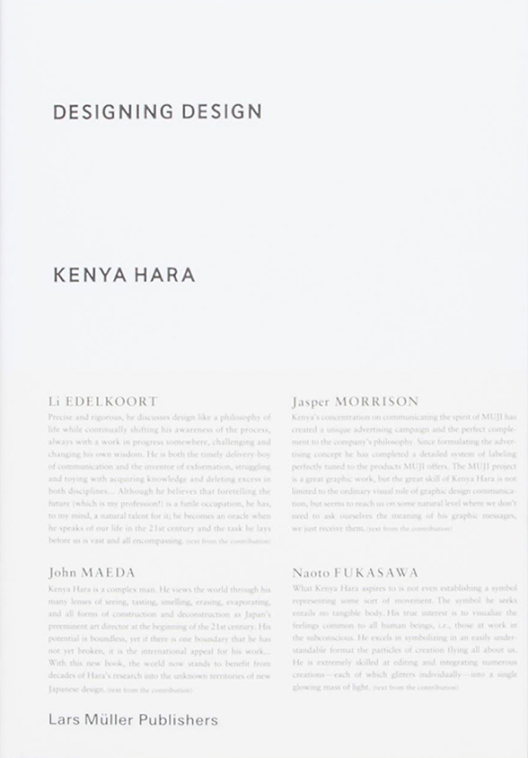 DESIGNING DESIGN
KENYA HARA
Li EDELKOORT
Precise and rigorous, he discusses design like a philosophy of
life while continually shifting his awareness of the process,
always with a work in progress somewhere, challenging and
changing his own wisdom. He is both the timely delivery-boy
of communication and the inventor of exformation, struggling
and toying with acquiring knowledge and deleting excess in
both disciplines... Although he believes that foretelling the
future (which is my profession!) is a futile occupation, he has,
to my mind, a natural talent for it; he becomes an oracle when
he speaks of our life in the 21st century and the task he lays
before us is vast and all encompassing. (text from the contribution)
Jasper MORRISON
Kenya's concentration on communicating the spirit of MUJI has
created a unique advertising campaign and the perfect comple-
ment to the company's philosophy. Since formulating the adver-
tising concept he has completed a detailed system of labeling
perfectly tuned to the products MUJI offers. The MUJI project
is a great graphic work, but the great skill of Kenya Hara is not
limited to the ordinary visual role of graphic design communica-
tion, but seems to reach us on some natural level where we don't
need to ask ourselves the meaning of his graphic messages,
we just receive them. (text from the contribution)
John MAEDA
Kenya Hara is a complex man. He views the world through his
many lenses of seeing, tasting, smelling, erasing, evaporating,
and all forms of construction and deconstruction as Japan's
preeminent art director at the beginning of the 21st century. His
potential is boundless, yet if there is one boundary that he has
not yet broken, it is the international appeal for his work...
With this new book, the world now stands to benefit from
decades of Hara's research into the unknown territories of new
Japanese design. (text from the contribution)
Naoto FUKASAWA
What Kenya Hara aspires to is not even establishing a symbol
representing some sort of movement. The symbol he seeks
entails no tangible body. His true interest is to visualize the
feelings common to all human beings, i.e., those at work in
the subconscious. He excels in symbolizing in an easily under-
standable format the particles of creation flying all about us.
He is extremely skilled at editing and integrating numerous
creations—each of which glitters individually—into a single
glowing mass of light. (text from the contribution)
Lars Müller Publishers